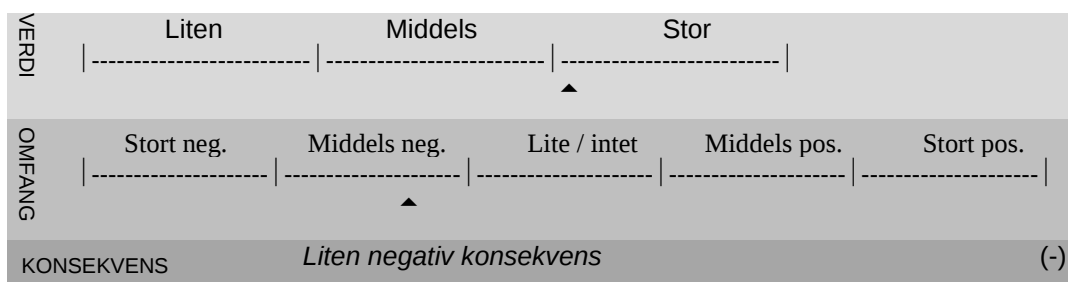 VERDI
Liten Middels Stor
|--------------------------|--------------------------|--------------------------|
OMFANG
Stort neg. Middels neg. Lite / intet Middels pos. Stort pos.
|---------------------|---------------------|---------------------|---------------------|---------------------|
KONSEKVENS Liten negativ konsekvens (-)